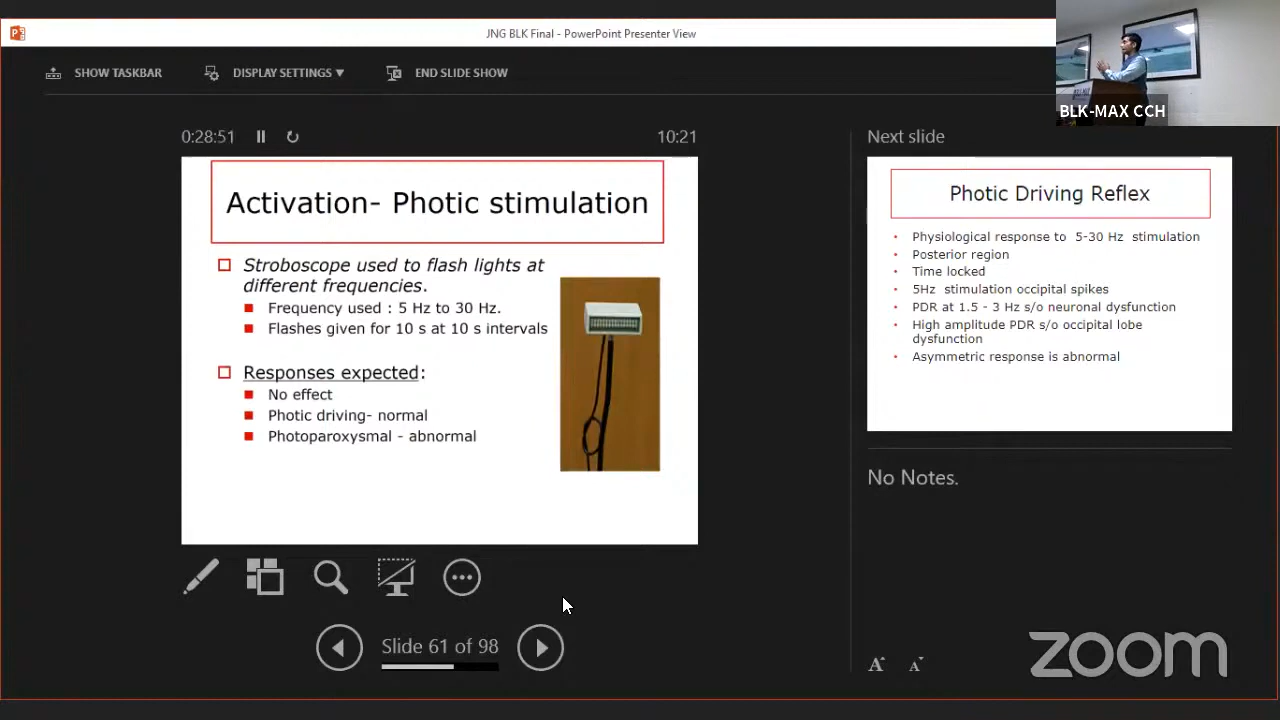 JNG BLK Final - PowerPoint Presenter View
SHOW TASKBAR
DISPLAY SETTINGS ▼
END SLIDE SHOW
BLK-MAX CCH
0:28:51
10:21
Activation- Photic stimulation
Stroboscope used to flash lights at
different frequencies.
Frequency used : 5 Hz to 30 Hz.
Flashes given for 10 s at 10 s intervals
Responses expected:
No effect
Photic driving- normal
Photoparoxysmal - abnormal
Slide 61 of 98
Next slide
Photic Driving Reflex
• Physiological response to 5-30 Hz stimulation
• Posterior region
• Time locked
• 5Hz stimulation occipital spikes
• PDR at 1.5 - 3 Hz s/o neuronal dysfunction
• High amplitude PDR s/o occipital lobe
dysfunction
• Asymmetric response is abnormal
No Notes.
A A
zoom